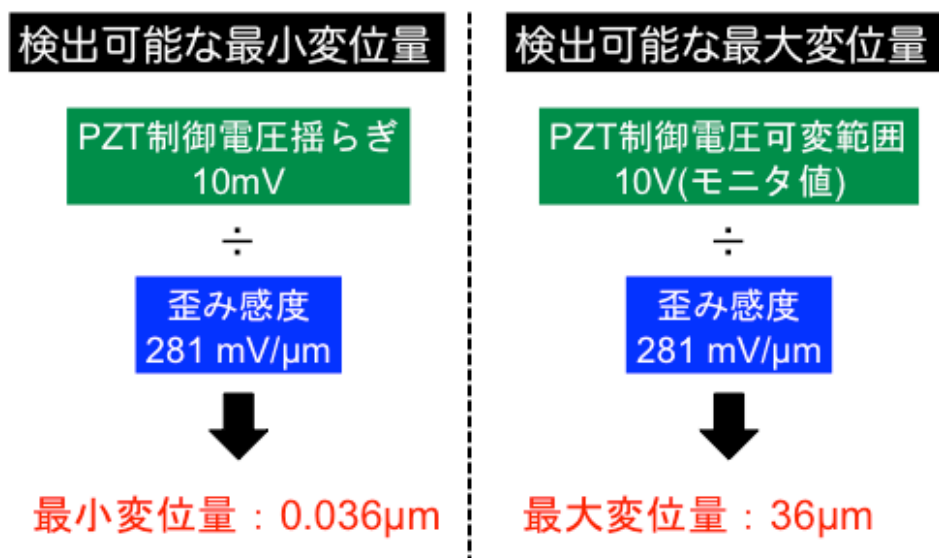 検出可能な最小変位量
PZT制御電圧揺らぎ
10mV
÷
歪み感度
281 mV/μm
最小変位量：0.036μm
検出可能な最大変位量
PZT制御電圧可変範囲
10V(モニタ値)
÷
歪み感度
281 mV/μm
最大変位量：36μm